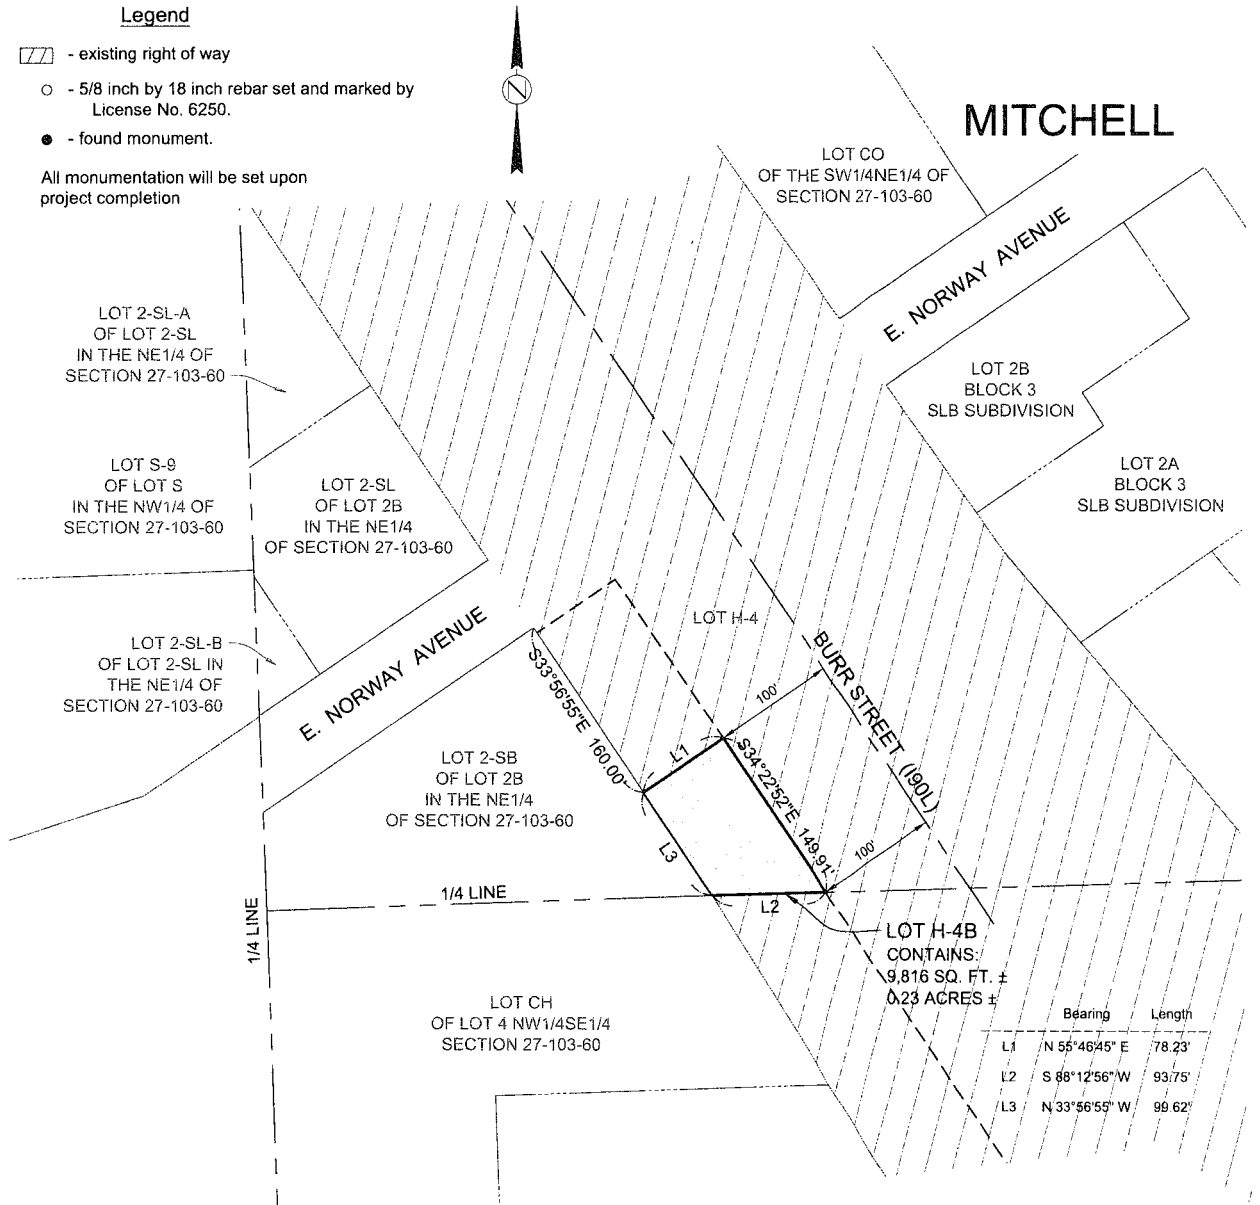 Legend
- existing right of way
- 5/8 inch by 18 inch rebar set and marked by
License No. 6250.
- found monument.
All monumentation will be set upon
project completion
N
MITCHELL
LOT CO
OF THE SW1/4NE1/4 OF
SECTION 27-103-60
E. NORWAY AVENUE
LOT 2-SL-A
OF LOT 2-SL
IN THE NE1/4 OF
SECTION 27-103-60
LOT 2B
BLOCK 3
SLB SUBDIVISION
LOT S-9
OF LOT S
IN THE NW1/4 OF
SECTION 27-103-60
LOT 2-SL
OF LOT 2B
IN THE NE1/4
OF SECTION 27-103-60
LOT 2A
BLOCK 3
SLB SUBDIVISION
LOT 2-SL-B
OF LOT 2-SL IN
THE NE1/4 OF
SECTION 27-103-60
E. NORWAY AVENUE
LOT H-4
BURR STREET (I90L)
S33°56'55"E 160.00'
100'
L1
S34°22'52"E 149.91'
LOT 2-SB
OF LOT 2B
IN THE NE1/4
OF SECTION 27-103-60
L3
100'
1/4 LINE
1/4 LINE
L2
LOT H-4B
CONTAINS:
9,816 SQ. FT. ±
0.23 ACRES ±
LOT CH
OF LOT 4 NW1/4SE1/4
SECTION 27-103-60
Bearing Length
L1 N 55°46'45" E 78.23'
L2 S 88°12'56" W 93.75'
L3 N 33°56'55" W 99.62'